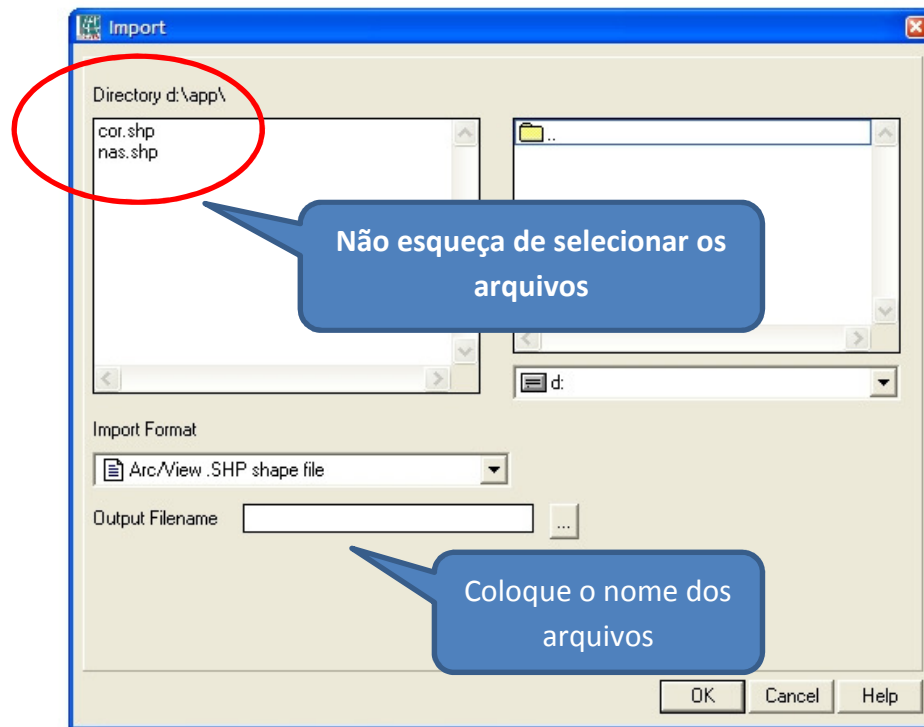 Import
Directory d:\app\
cor.shp
nas.shp
..
Não esqueça de selecionar os
arquivos
d:
Import Format
Arc/View .SHP shape file
Output Filename
...
Coloque o nome dos
arquivos
OK
Cancel
Help